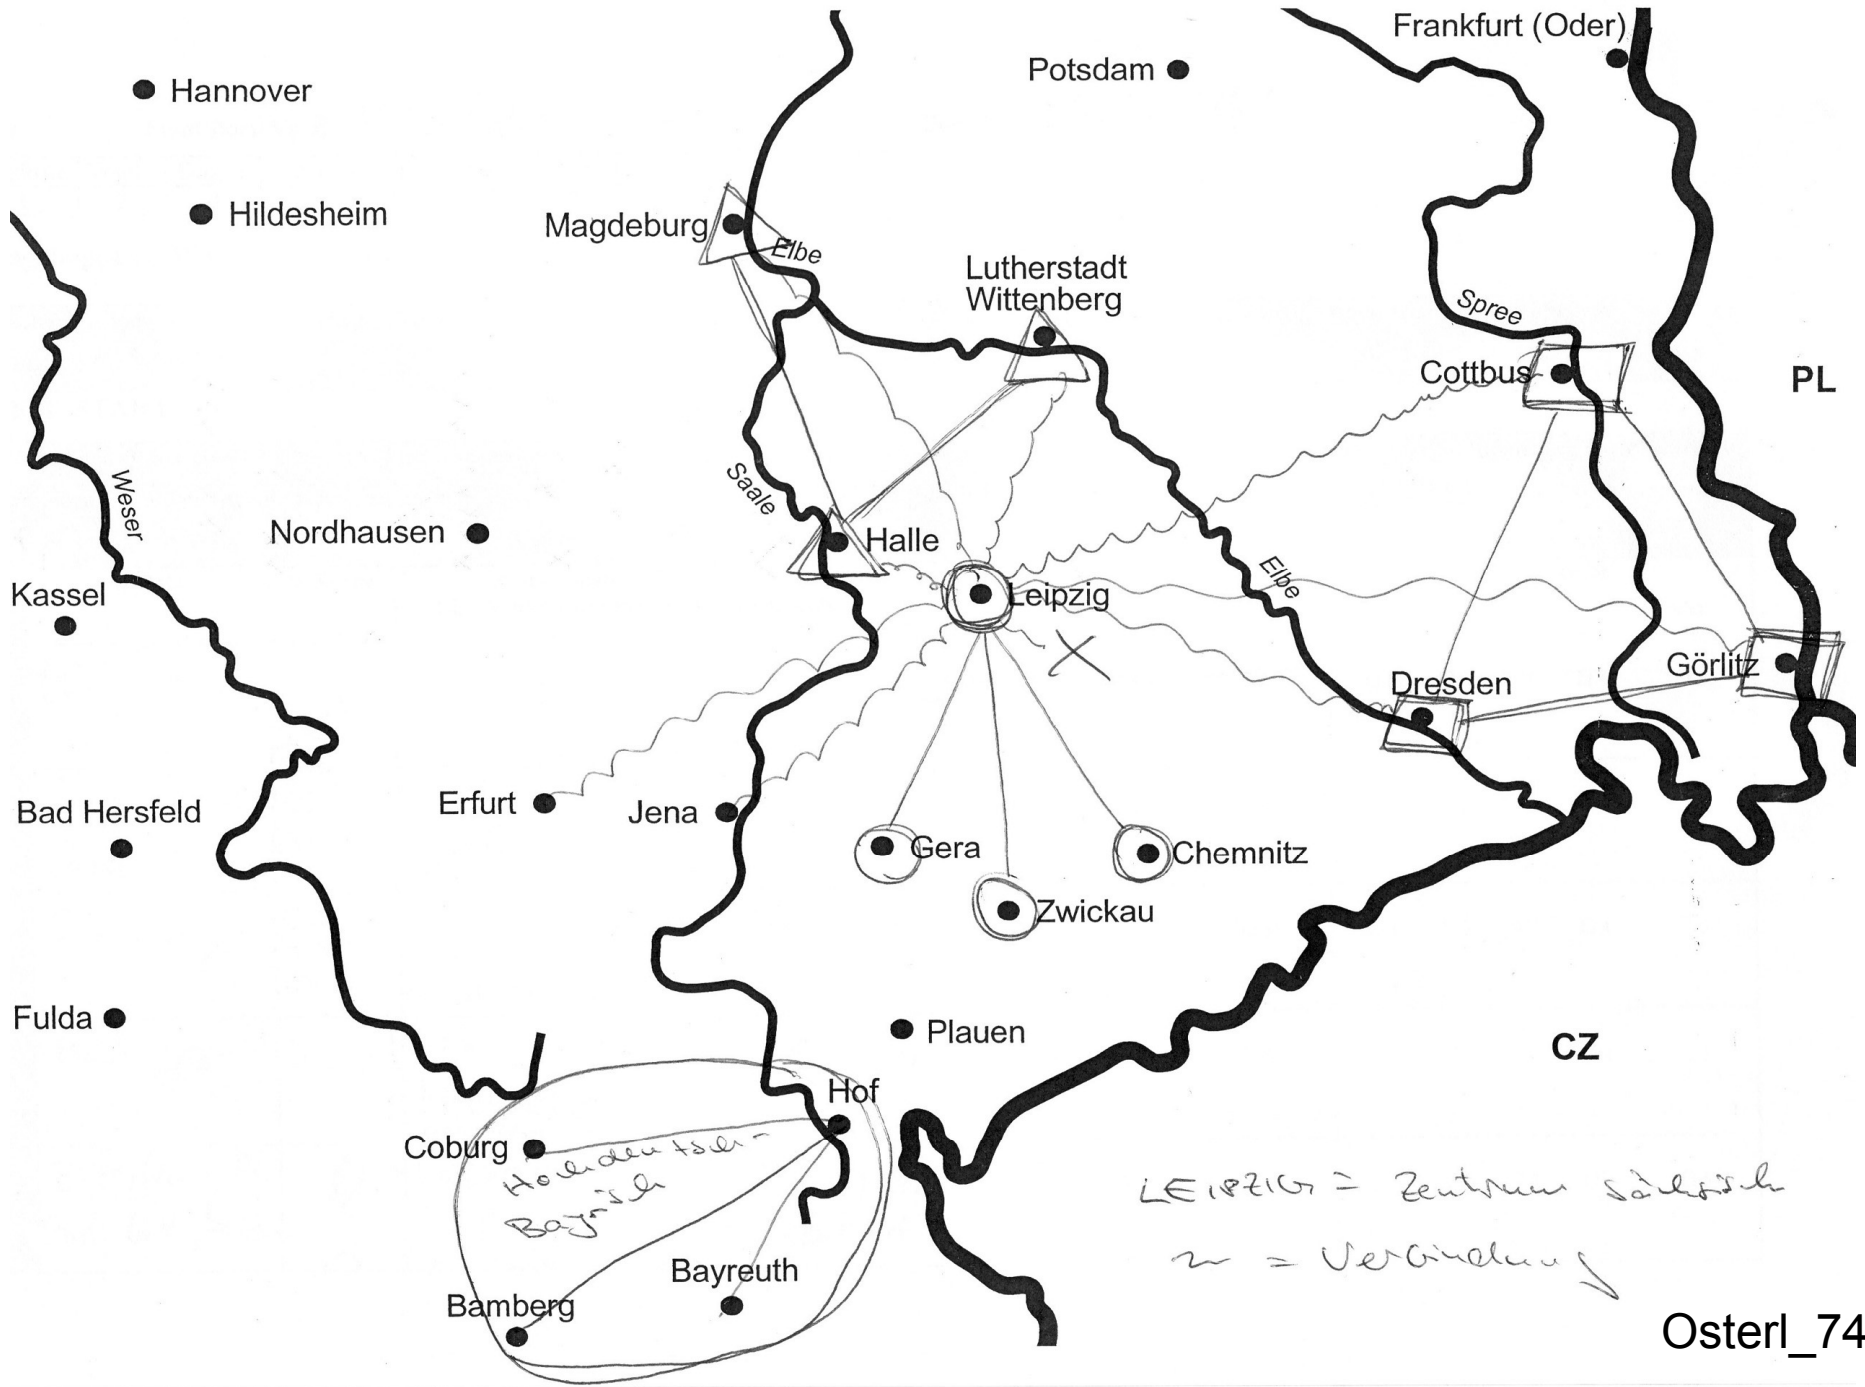 Frankfurt (Oder)
Potsdam
Hannover
Hildesheim
Magdeburg
Elbe
Lutherstadt
Wittenberg
Spree
Cottbus
PL
Weser
Saale
Nordhausen
Halle
Elbe
Kassel
Leipzig
X
Görlitz
Dresden
Erfurt
Jena
Bad Hersfeld
Gera
Chemnitz
Zwickau
Fulda
Plauen
CZ
Hof
Coburg
Hochdeutsch-
Bayrisch
LEIPZIG = Zentrum sächsisch
= Verbindung
Bayreuth
Bamberg
Osterl_74